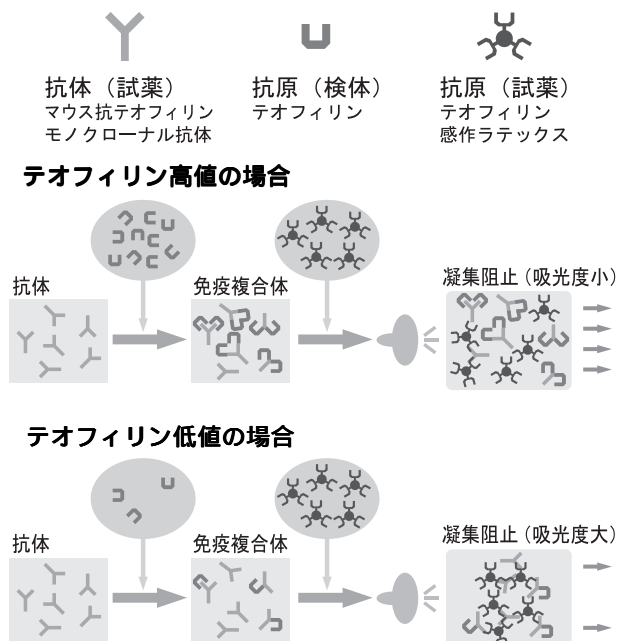 抗体（試薬）
マウス抗テオフィリン
モノクローナル抗体
抗原（検体）
テオフィリン
抗原（試薬）
テオフィリン
感作ラテックス
テオフィリン高値の場合
抗体
免疫複合体
凝集阻止（吸光度小）
テオフィリン低値の場合
抗体
免疫複合体
凝集阻止（吸光度大）